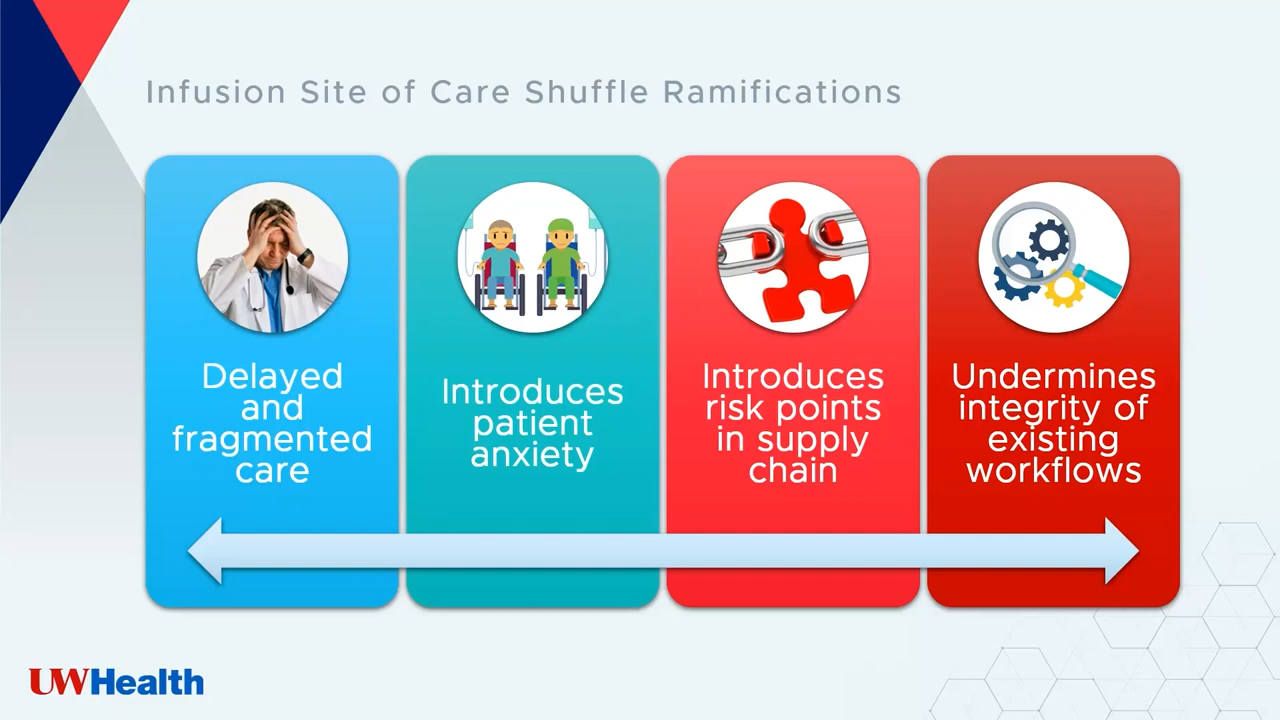 Infusion Site of Care Shuffle Ramifications
Delayed
and
fragmented
care
Introduces
patient
anxiety
Introduces
risk points
in supply
chain
Undermines
integrity of
existing
workflows
UWHealth